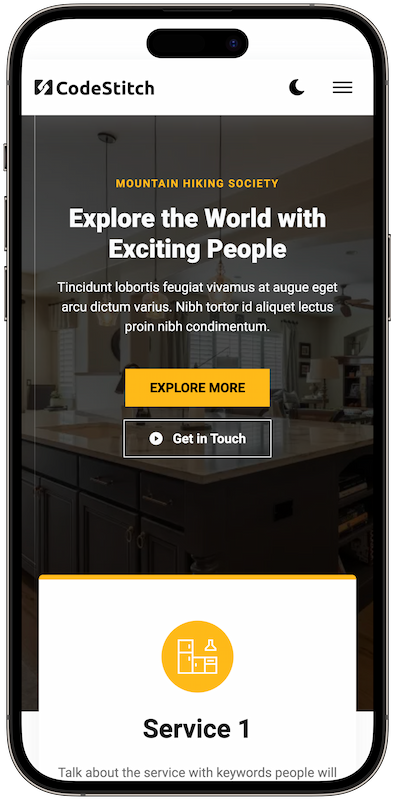 CodeStitch
MOUNTAIN HIKING SOCIETY
Explore the World with
Exciting People
Tincidunt lobortis feugiat vivamus at augue eget
arcu dictum varius. Nibh tortor id aliquet lectus
proin nibh condimentum.
EXPLORE MORE
Get in Touch
Service 1
Talk about the service with keywords people will